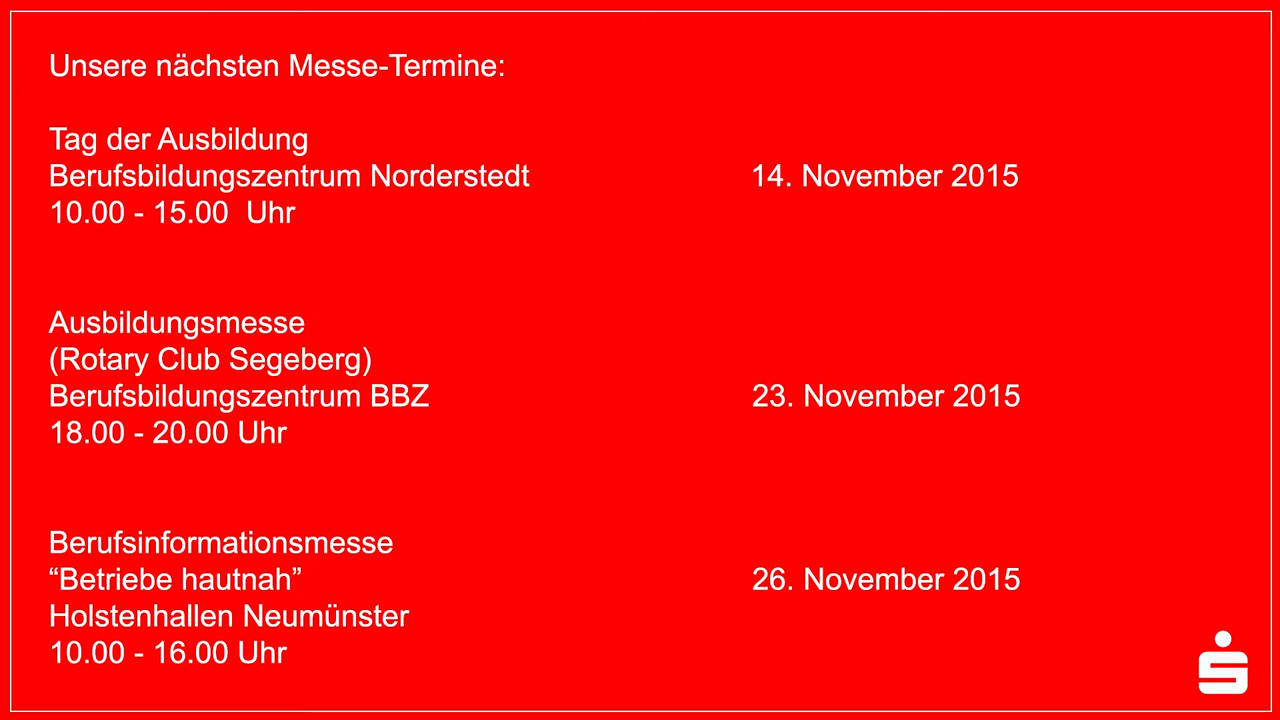 Unsere nächsten Messe-Termine:
Tag der Ausbildung
Berufsbildungszentrum Norderstedt 14. November 2015
10.00 - 15.00  Uhr
Ausbildungsmesse
(Rotary Club Segeberg)
Berufsbildungszentrum BBZ 23. November 2015
18.00 - 20.00 Uhr
Berufsinformationsmesse
“Betriebe hautnah” 26. November 2015
Holstenhallen Neumünster
10.00 - 16.00 Uhr